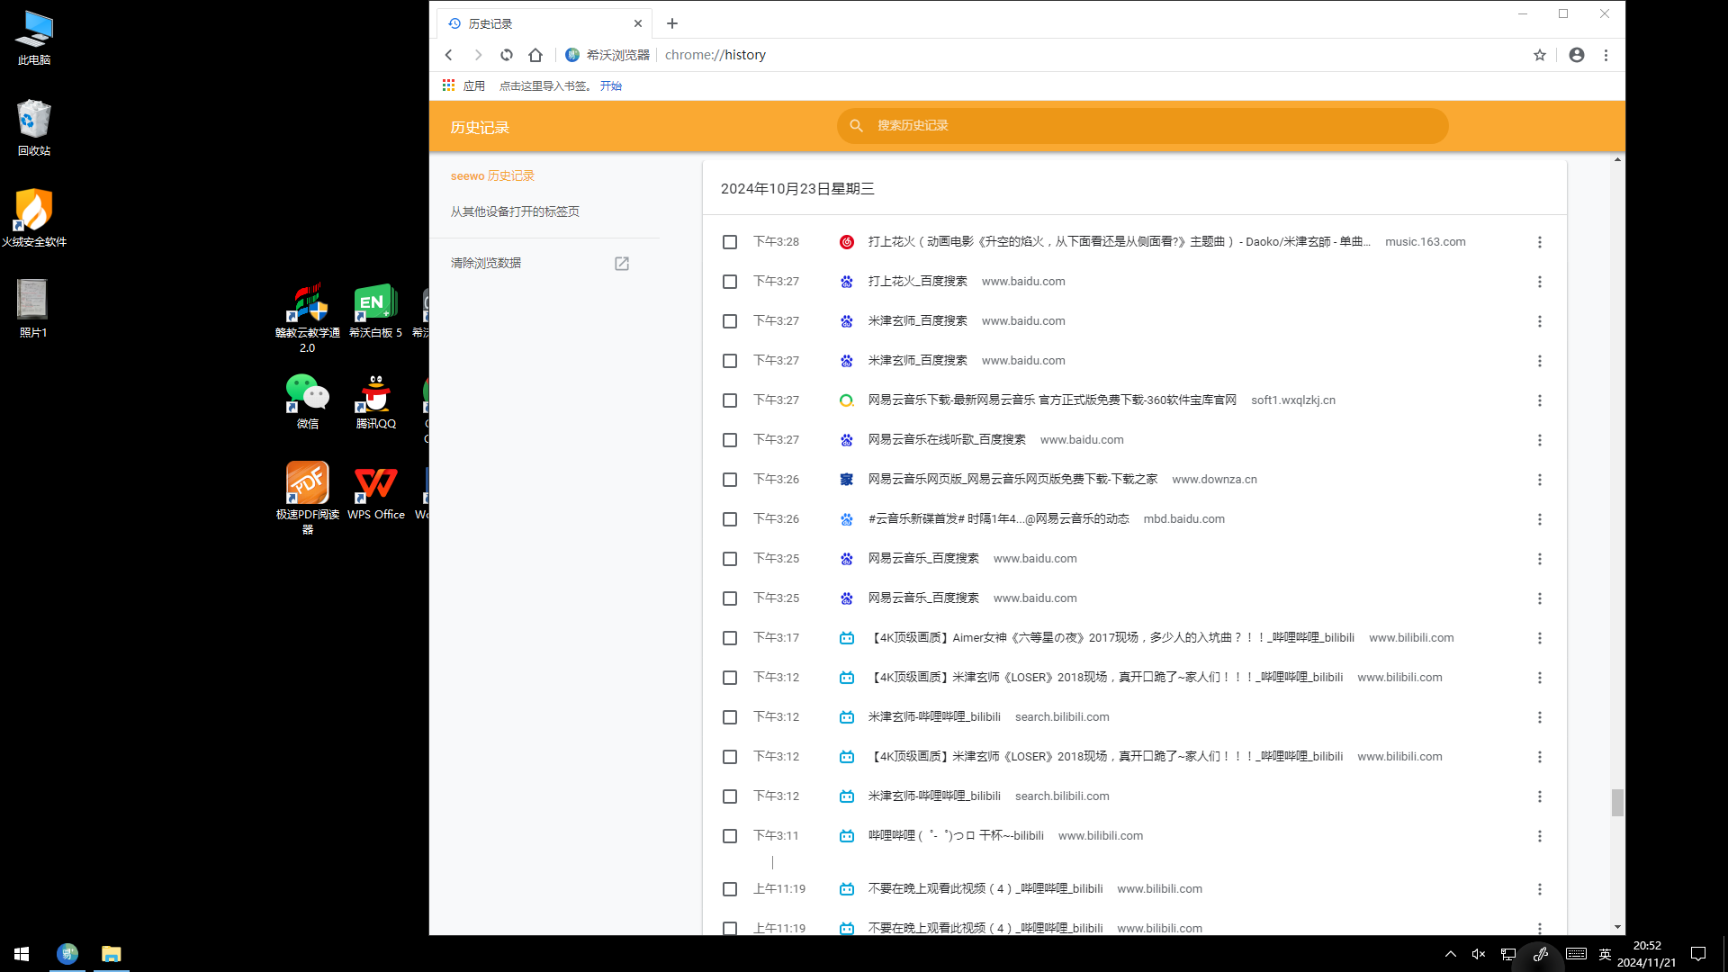 历史记录
希沃浏览器
chrome://history
应用
点击这里导入书签。
开始
历史记录
搜索历史记录
seewo 历史记录
从其他设备打开的标签页
清除浏览数据
2024年10月23日星期三
下午3:28 打上花火（动画电影《升空的焰火，从下面看还是从侧面看?》主题曲） - Daoko/米津玄師 - 单曲... music.163.com
下午3:27 打上花火_百度搜索 www.baidu.com
下午3:27 米津玄师_百度搜索 www.baidu.com
下午3:27 米津玄师_百度搜索 www.baidu.com
下午3:27 网易云音乐下载-最新网易云音乐 官方正式版免费下载-360软件宝库官网 soft1.wxqlzkj.cn
下午3:27 网易云音乐在线听歌_百度搜索 www.baidu.com
下午3:26 家 网易云音乐网页版_网易云音乐网页版免费下载-下载之家 www.downza.cn
下午3:26 #云音乐新碟首发# 时隔1年4...@网易云音乐的动态 mbd.baidu.com
下午3:25 网易云音乐_百度搜索 www.baidu.com
下午3:25 网易云音乐_百度搜索 www.baidu.com
下午3:17 【4K顶级画质】Aimer女神《六等星の夜》2017现场，多少人的入坑曲？！！_哔哩哔哩_bilibili www.bilibili.com
下午3:12 【4K顶级画质】米津玄师《LOSER》2018现场，真开口跪了~家人们！！！_哔哩哔哩_bilibili www.bilibili.com
下午3:12 米津玄师-哔哩哔哩_bilibili search.bilibili.com
下午3:12 【4K顶级画质】米津玄师《LOSER》2018现场，真开口跪了~家人们！！！_哔哩哔哩_bilibili www.bilibili.com
下午3:12 米津玄师-哔哩哔哩_bilibili search.bilibili.com
下午3:11 哔哩哔哩 (゜-゜)つロ 干杯~-bilibili www.bilibili.com
上午11:19 不要在晚上观看此视频（4）_哔哩哔哩_bilibili www.bilibili.com
上午11:19 不要在晚上观看此视频（4）_哔哩哔哩_bilibili www.bilibili.com
此电脑
回收站
火绒安全软件
照片1
赣教云教学通
2.0
EN
希沃白板 5
希沃
微信
腾讯QQ
PDF
极速PDF阅读
器
WPS Office
英
20:52
2024/11/21